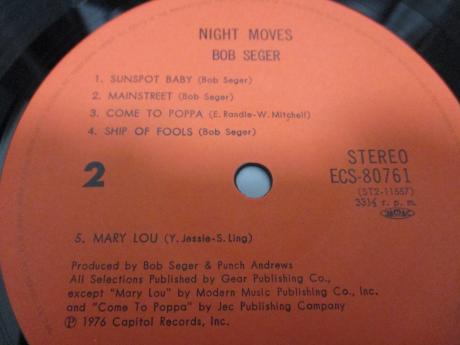 NIGHT MOVES
BOB SEGER
1. SUNSPOT BABY (Bob Seger)
2. MAINSTREET (Bob Seger)
3. COME TO POPPA (E. Randle-W. Mitchell)
4. SHIP OF FOOLS (Bob Seger)
2
STEREO
ECS-80761
(ST2-11557)
33⅓ r. p. m.
5. MARY LOU (Y. Jessie-S. Ling)
Produced by Bob Seger & Punch Andrews
All Selections Published by Gear Publishing Co.,
except "Mary Lou" by Modern Music Publishing Co., Inc.
and "Come To Poppa" by Jec Publishing Company
Ⓟ 1976 Capitol Records, Inc.